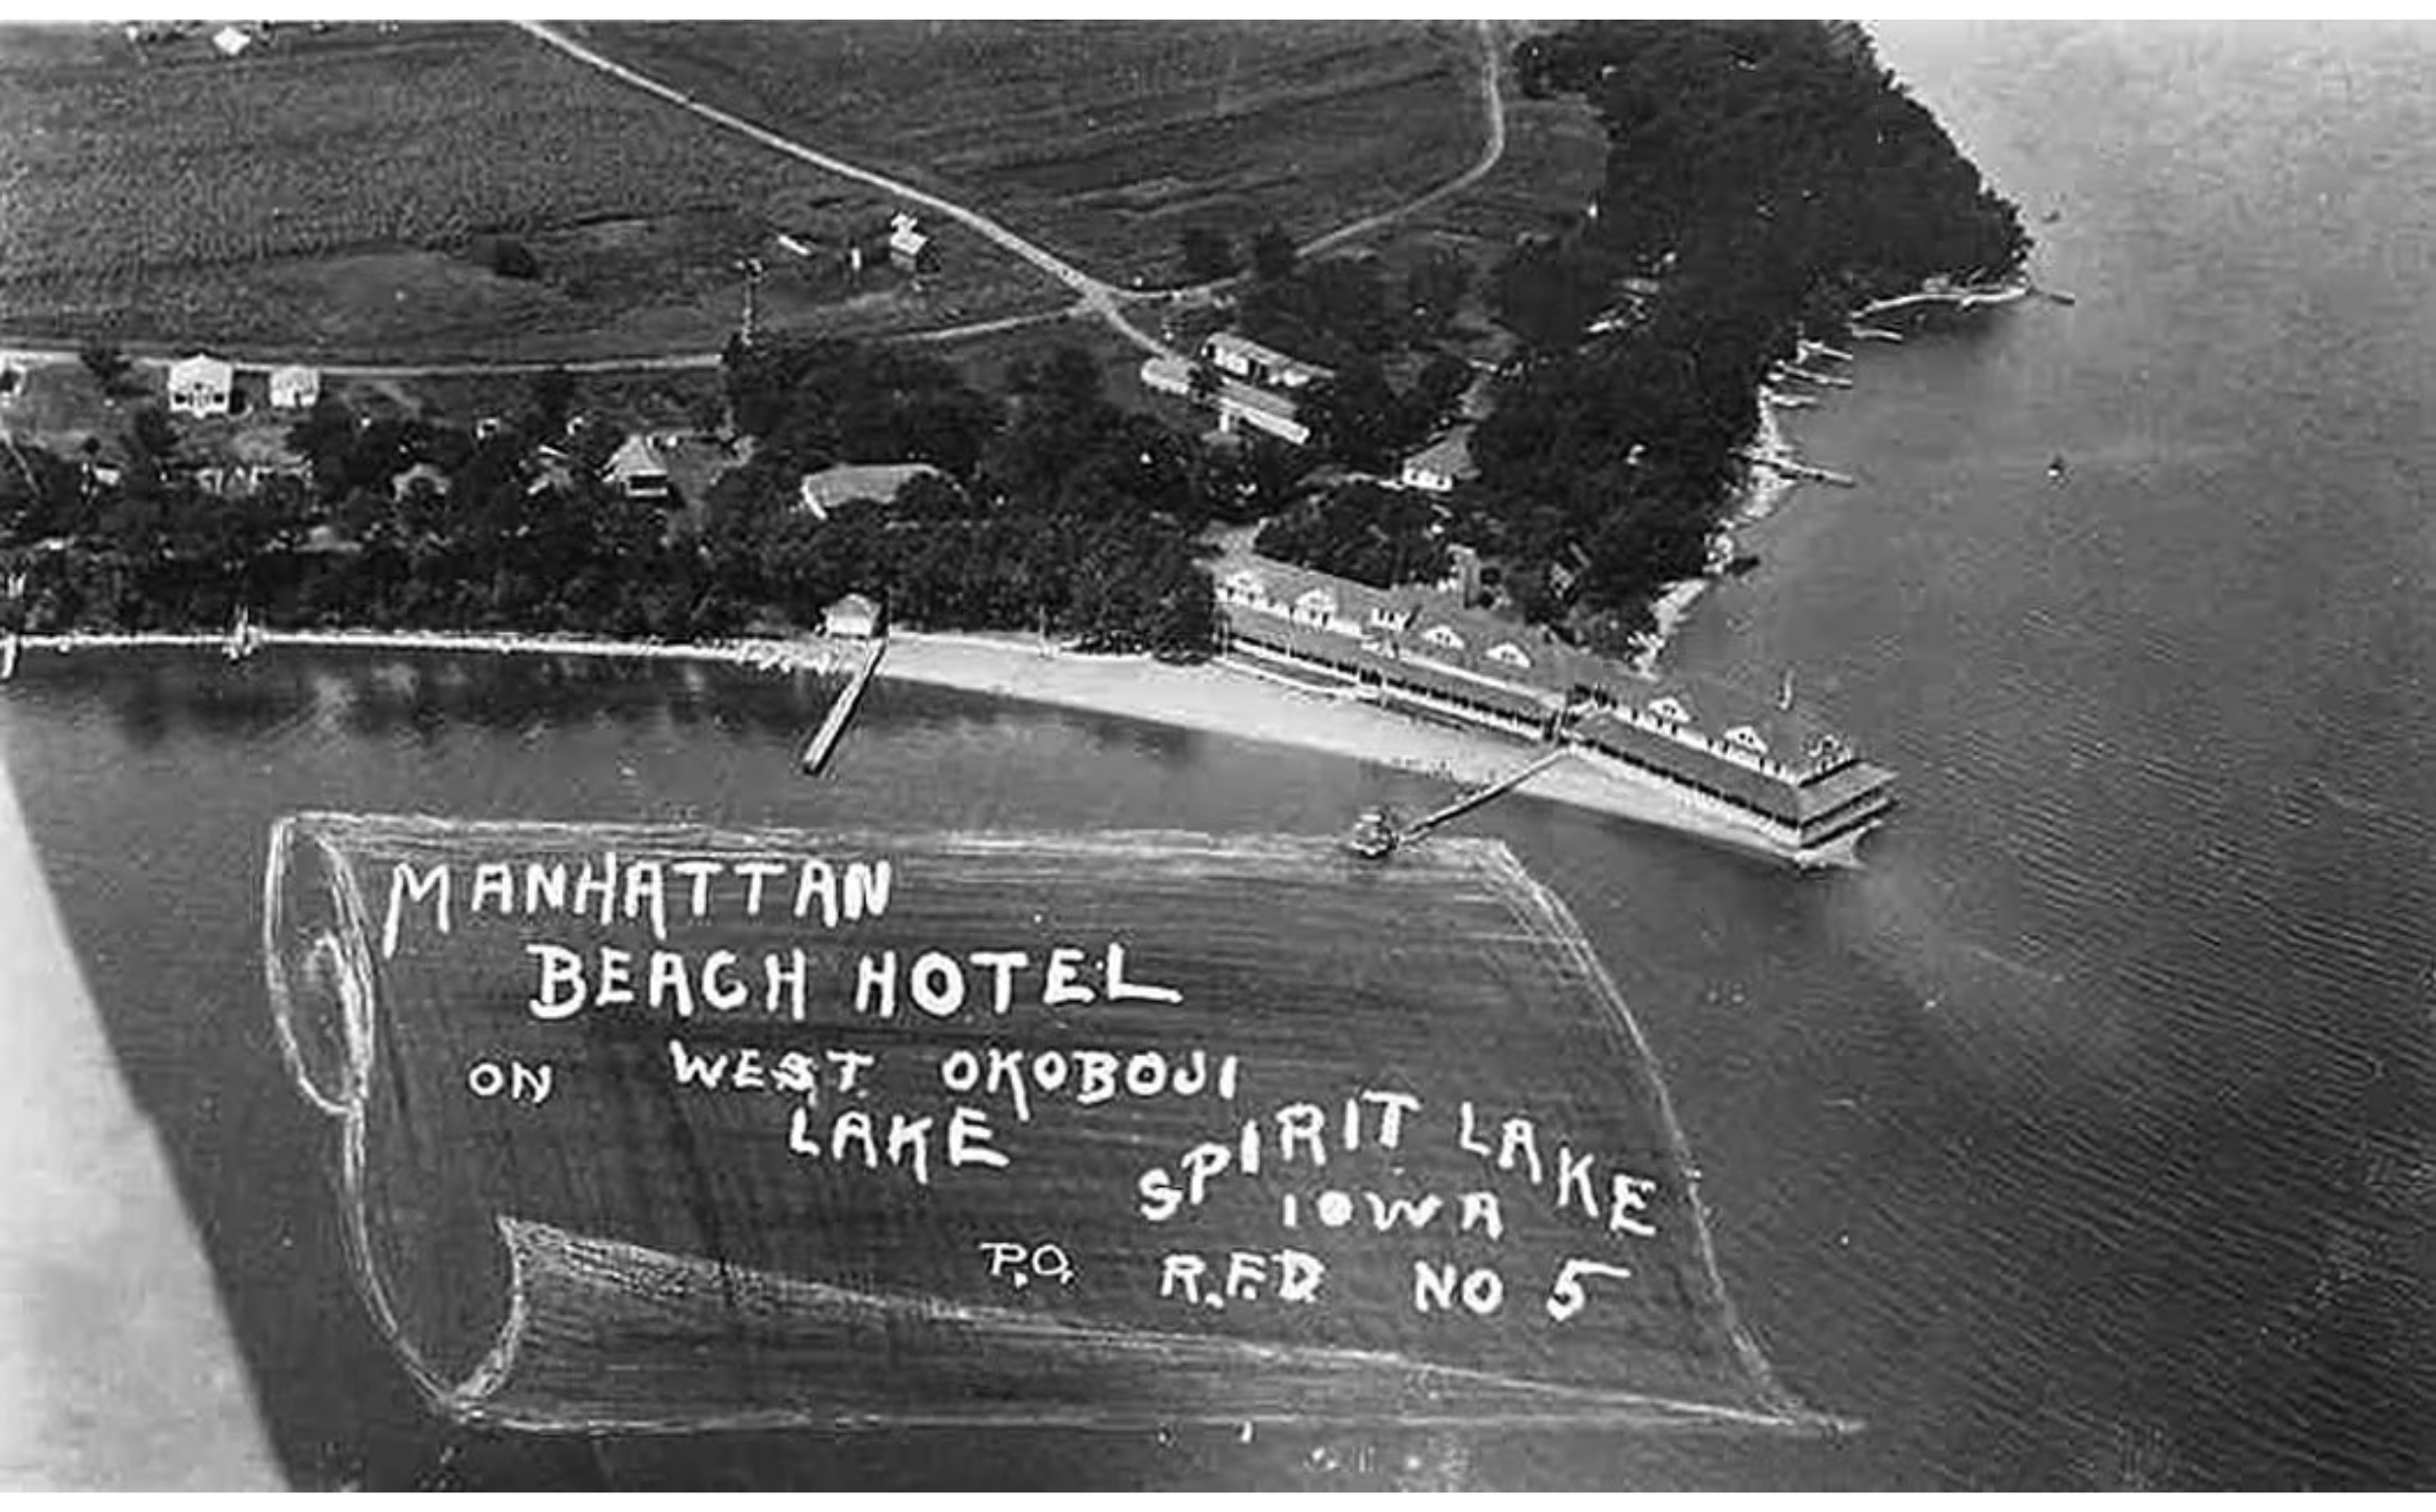 MANHATTAN
BEACH HOTEL
ON WEST OKOBOJI
LAKE
SPIRIT LAKE
IOWA
P.O. R.F.D NO 5